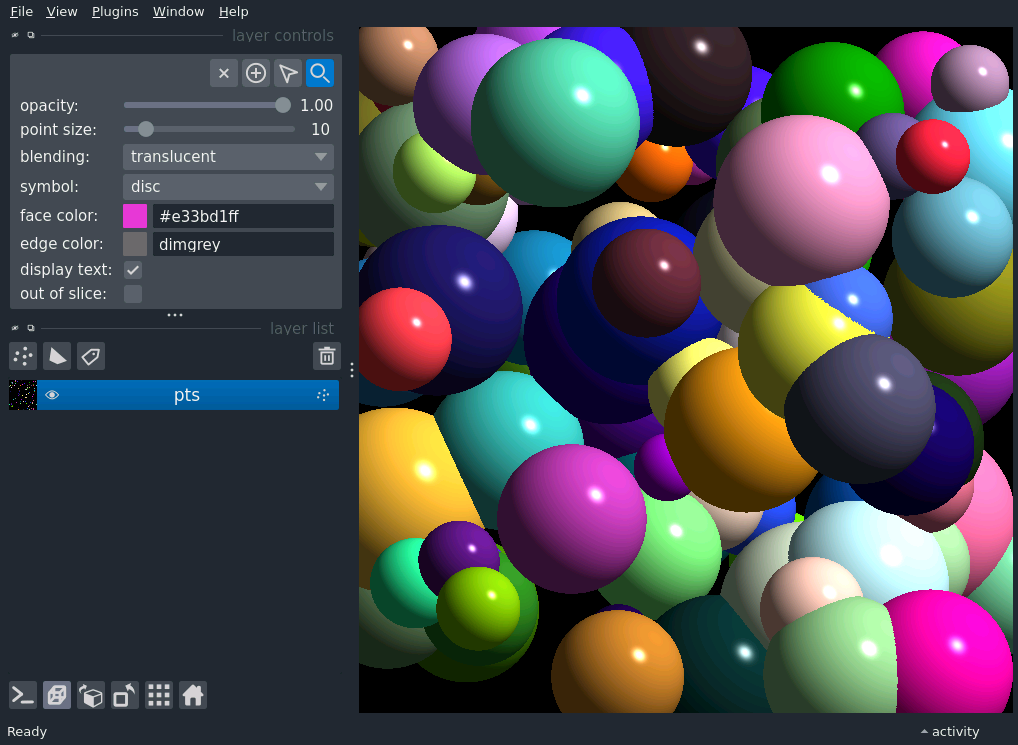 File View Plugins Window Help
layer controls
opacity: 1.00
point size: 10
blending: translucent
symbol: disc
face color: #e33bd1ff
edge color: dimgrey
display text:
out of slice:
layer list
pts
Ready
activity